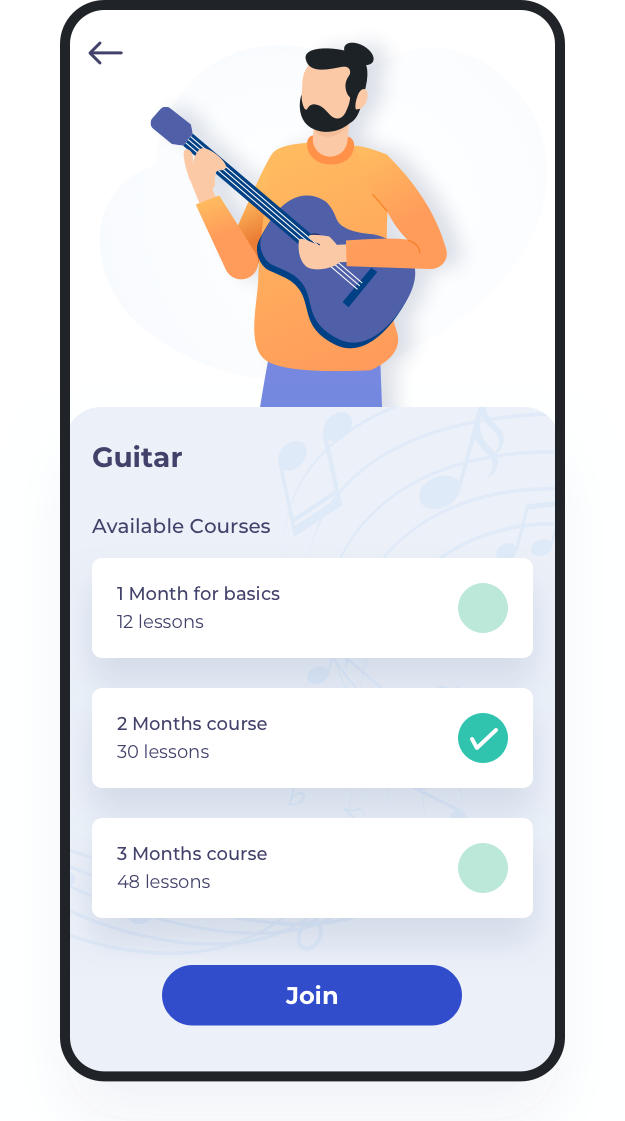 Guitar
Available Courses
1 Month for basics
12 lessons
2 Months course
30 lessons
3 Months course
48 lessons
Join